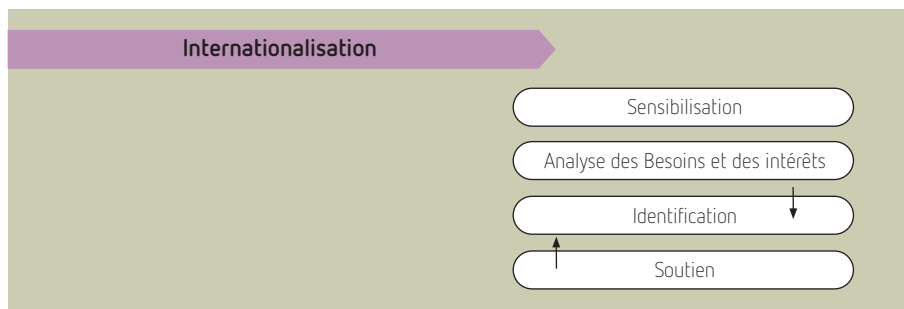 Internationalisation
Sensibilisation
Analyse des Besoins et des intérêts
Identification
Soutien